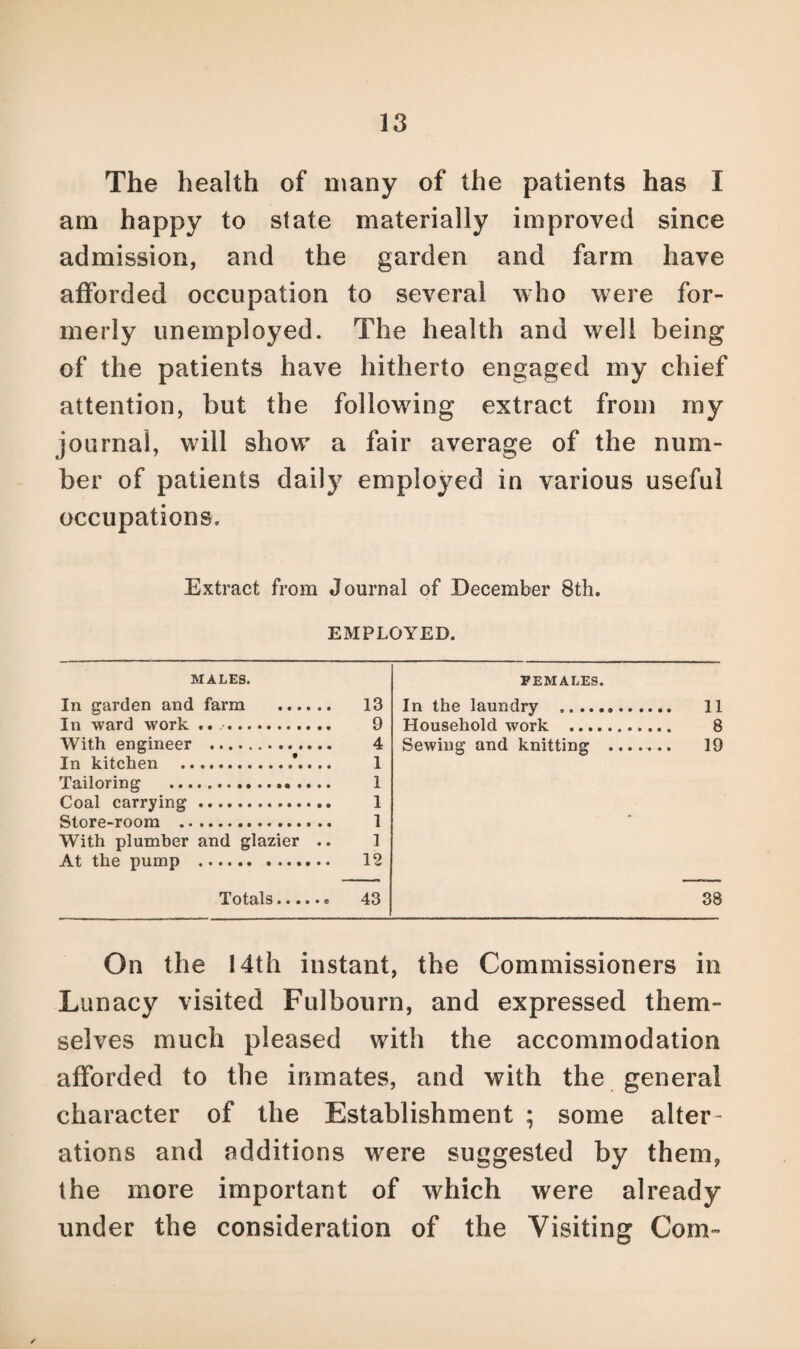 13
The health of many of the patients has I
am happy to state materially improved since
admission, and the garden and farm have
afforded occupation to several who were for-
merly unemployed. The health and well being
of the patients have hitherto engaged my chief
attention, but the following extract from my
journal, will show a fair average of the num-
ber of patients daily employed in various useful
occupations.
Extract from Journal of December 8th.
EMPLOYED.
MALES.
In garden and farm ...... 13
In ward work .............. 9
With engineer ............. 4
In kitchen ................ 1
Tailoring ................. 1
Coal carrying .............. 1
Store-room ................ 1
With plumber and glazier .. 1
At the pump .............. 12
Totals...... 43
FEMALES.
In the laundry ............. 11
Household work ............ 8
Sewing and knitting ....... 19
38
On the 14th instant, the Commissioners in
Lunacy visited Fulbourn, and expressed them-
selves much pleased with the accommodation
afforded to the inmates, and with the general
character of the Establishment ; some alter-
ations and additions were suggested by them,
the more important of which were already
under the consideration of the Visiting Com-